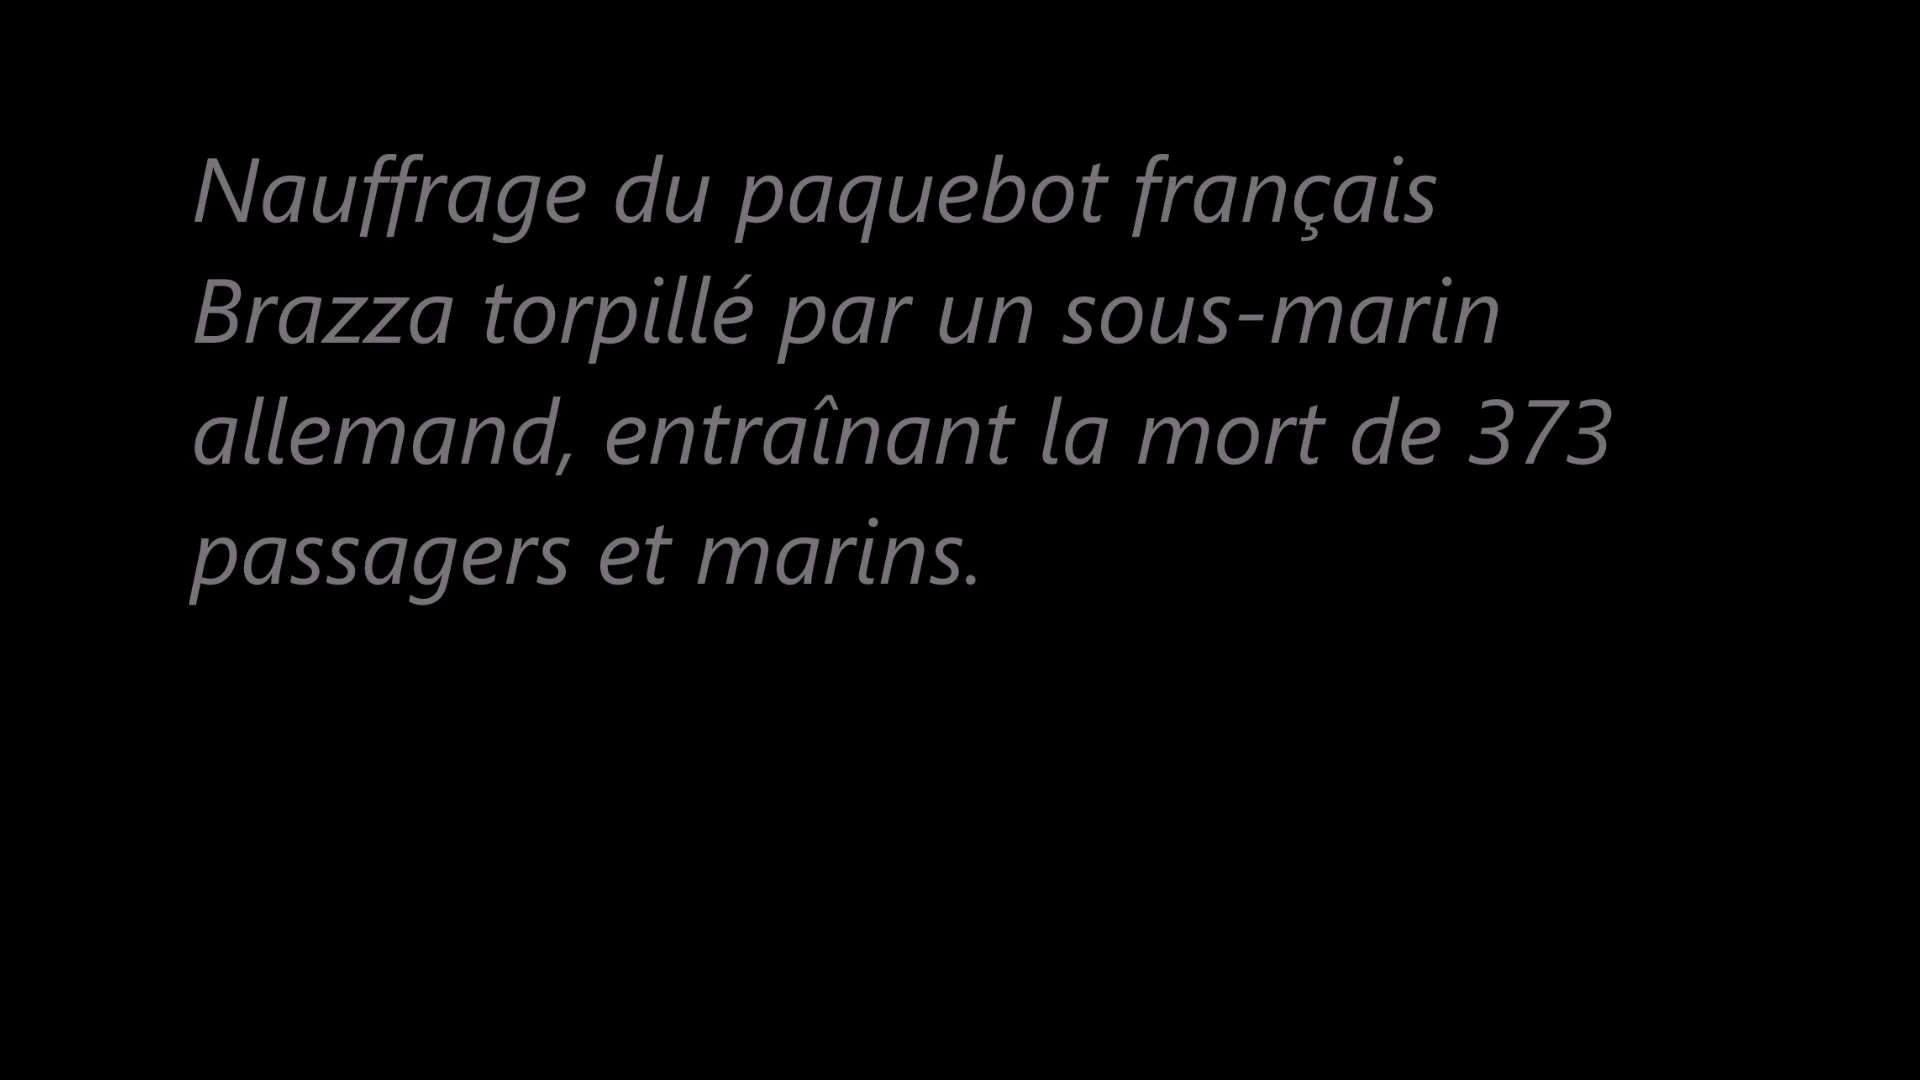 Nauffrage du paquebot français
Brazza torpillé par un sous-marin
allemand, entraînant la mort de 373
passagers et marins.